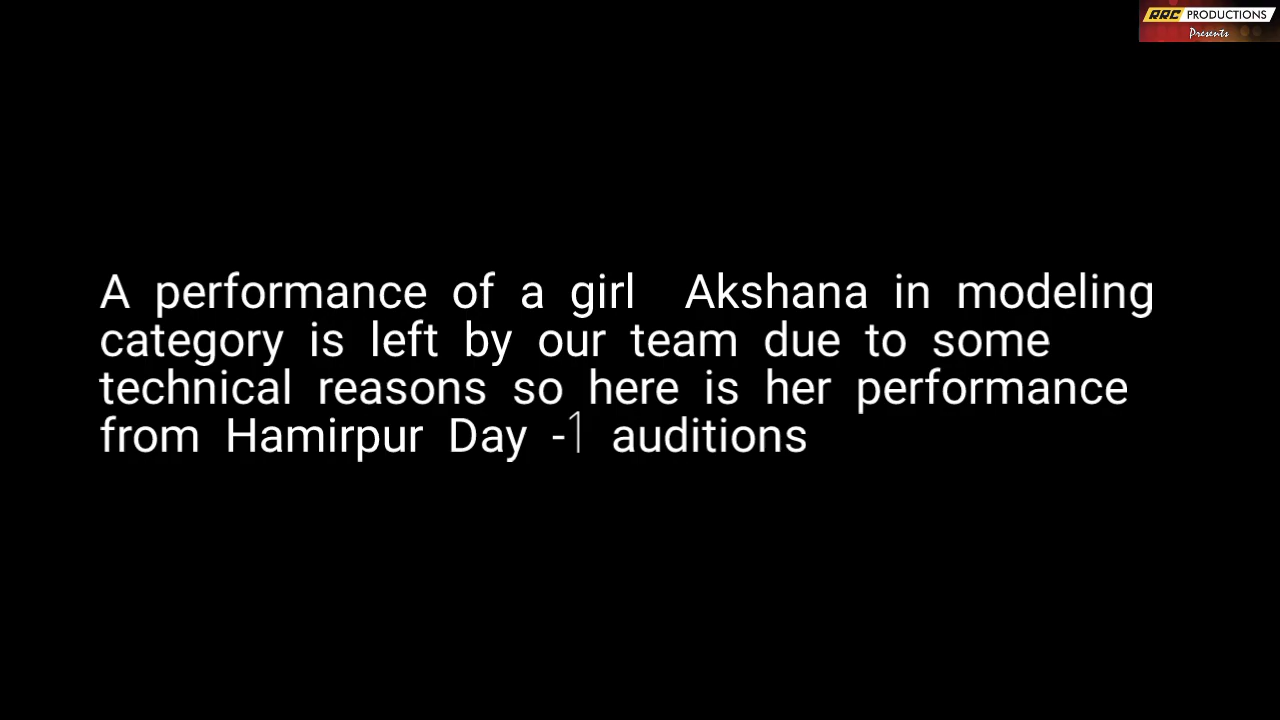 RRC PRODUCTIONS
Presents
A performance of a girl Akshana in modeling
category is left by our team due to some
technical reasons so here is her performance
from Hamirpur Day -1 auditions